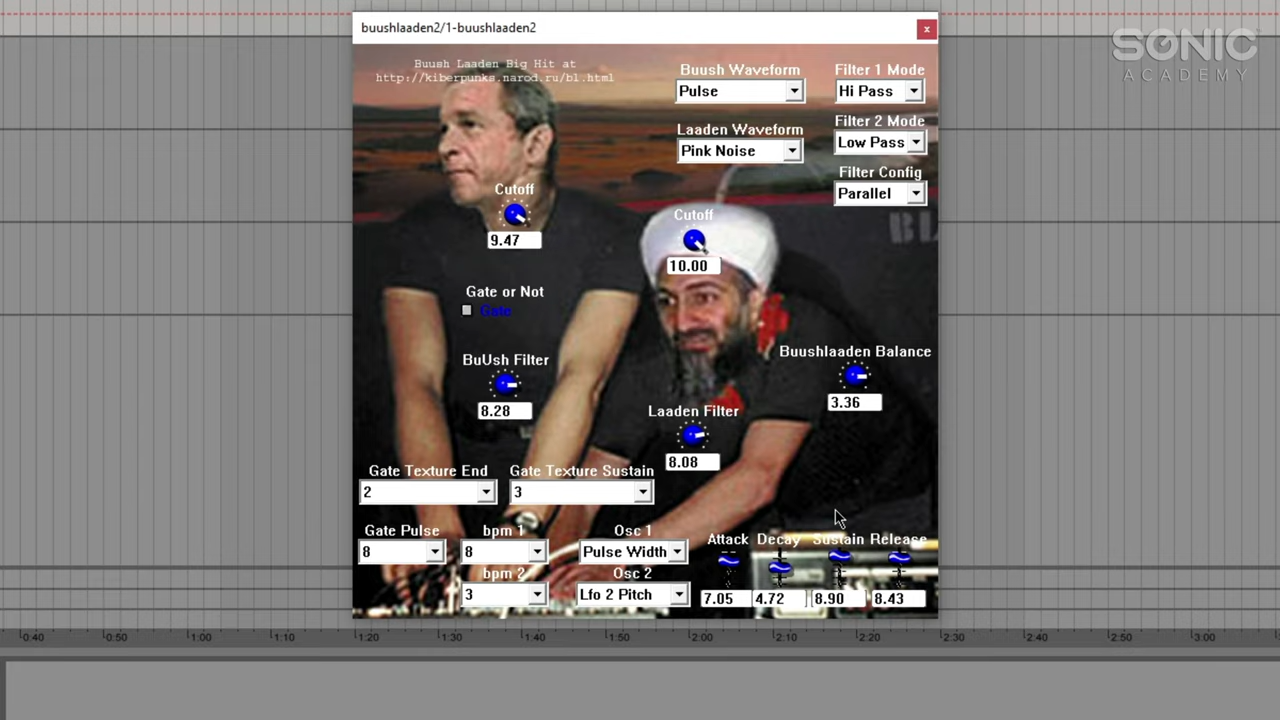 buushlaaden2/1-buushlaaden2
x
SONIC
ACADEMY
Buush Laaden Big Hit at
http://kiberpunks.narod.ru/bl.html
Buush Waveform
Pulse
Filter 1 Mode
Hi Pass
Laaden Waveform
Pink Noise
Filter 2 Mode
Low Pass
Filter Config
Parallel
Cutoff
9.47
Cutoff
10.00
Gate or Not
Gate
BuUsh Filter
8.28
Buushlaaden Balance
3.36
Laaden Filter
8.08
Gate Texture End
2
Gate Texture Sustain
3
Gate Pulse
8
bpm 1
8
Osc 1
Pulse Width
bpm 2
3
Osc 2
Lfo 2 Pitch
Attack Decay Sustain Release
7.05 4.72 8.90 8.43
0:40 0:50 1:00 1:10 1:20 1:30 1:40 1:50 2:00 2:10 2:20 2:30 2:40 2:50 3:00